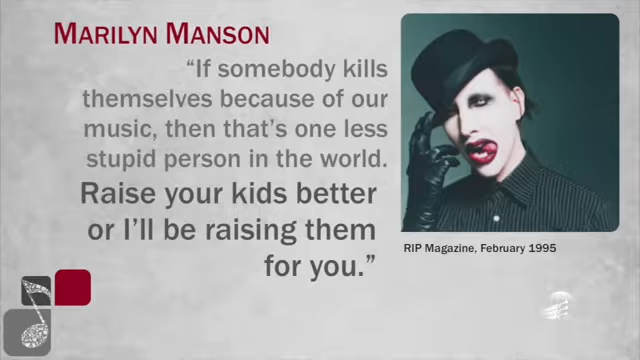 MARILYN MANSON
“If somebody kills
themselves because of our
music, then that’s one less
stupid person in the world.
Raise your kids better
or I’ll be raising them
for you.”
RIP Magazine, February 1995